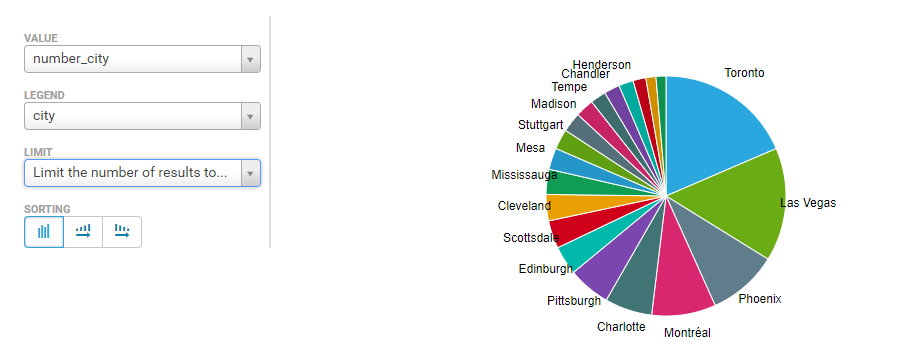 VALUE
number_city
LEGEND
city
LIMIT
Limit the number of results to...
SORTING
Henderson
Chandler
Tempe
Madison
Stuttgart
Mesa
Mississauga
Cleveland
Scottsdale
Edinburgh
Pittsburgh
Charlotte
Montréal
Phoenix
Las Vegas
Toronto